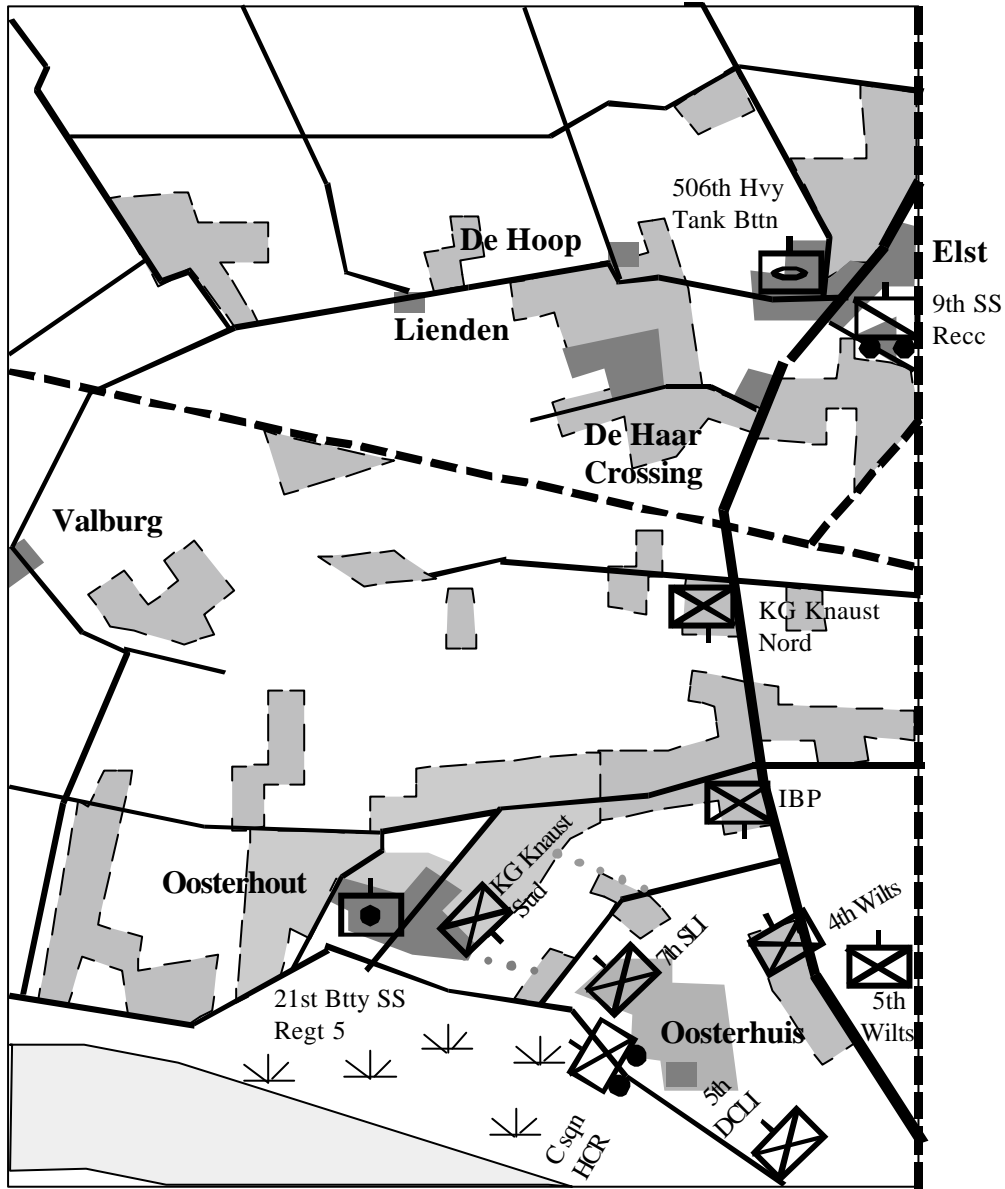 506th Hvy
Tank Bttn
De Hoop
Elst
9th SS
Recc
Lienden
De Haar
Crossing
Valburg
KG Knaust
Nord
IBP
KG Knaust
Sud
Oosterhout
4th Wilts
7th SLI
21st Btty SS
Regt 5
5th
Wilts
Oosterhuis
5th
DCLI
C sqn
HCR